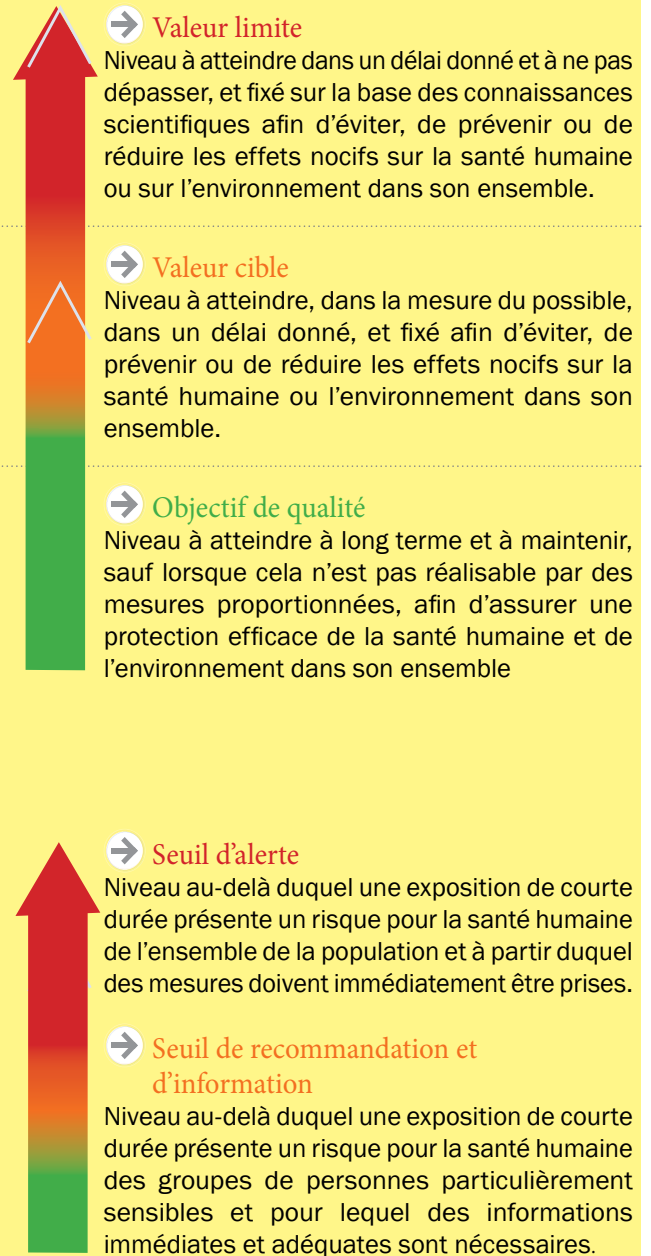 Valeur limite
Niveau à atteindre dans un délai donné et à ne pas
dépasser, et fixé sur la base des connaissances
scientifiques afin d’éviter, de prévenir ou de
réduire les effets nocifs sur la santé humaine
ou sur l’environnement dans son ensemble.
Valeur cible
Niveau à atteindre, dans la mesure du possible,
dans un délai donné, et fixé afin d’éviter, de
prévenir ou de réduire les effets nocifs sur la
santé humaine ou l’environnement dans son
ensemble.
Objectif de qualité
Niveau à atteindre à long terme et à maintenir,
sauf lorsque cela n’est pas réalisable par des
mesures proportionnées, afin d’assurer une
protection efficace de la santé humaine et de
l’environnement dans son ensemble
Seuil d’alerte
Niveau au-delà duquel une exposition de courte
durée présente un risque pour la santé humaine
de l’ensemble de la population et à partir duquel
des mesures doivent immédiatement être prises.
Seuil de recommandation et
d’information
Niveau au-delà duquel une exposition de courte
durée présente un risque pour la santé humaine
des groupes de personnes particulièrement
sensibles et pour lequel des informations
immédiates et adéquates sont nécessaires.